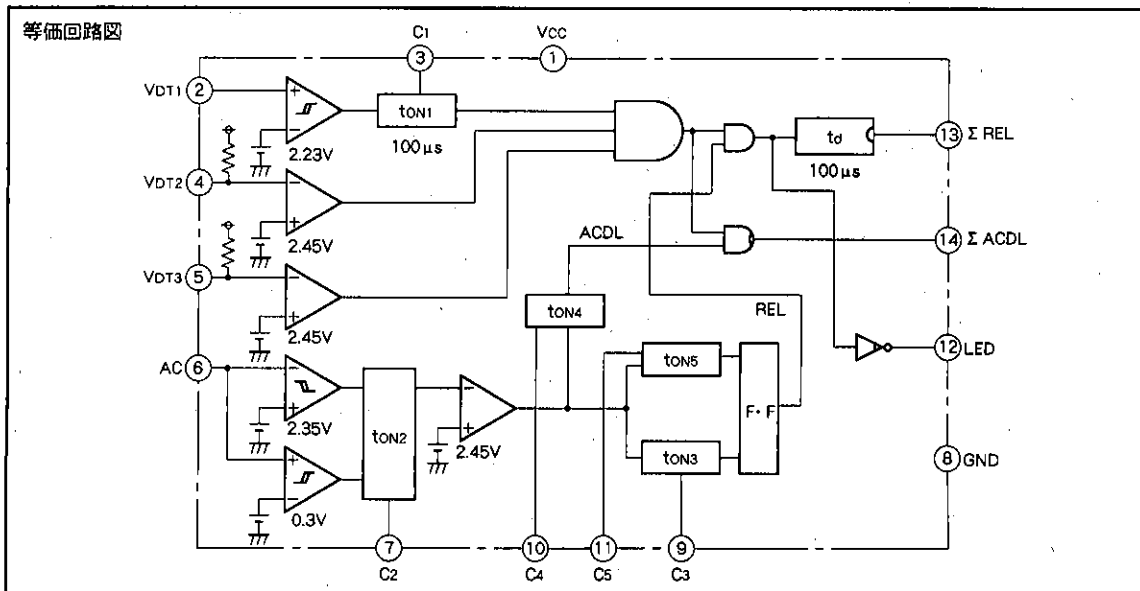 等価回路図
C1
VCC
3
1
VDT1
2
+
tON1
−
100μs
2.23V
td
13
Σ REL
100μs
VDT2
4
−
+
2.45V
ACDL
14
Σ ACDL
VDT3
5
−
+
2.45V
tON4
REL
AC
6
−
+
2.35V
tON2
−
+
2.45V
tON5
F・F
tON3
12
LED
+
−
0.3V
8
GND
7
10
11
9
C2
C4
C5
C3